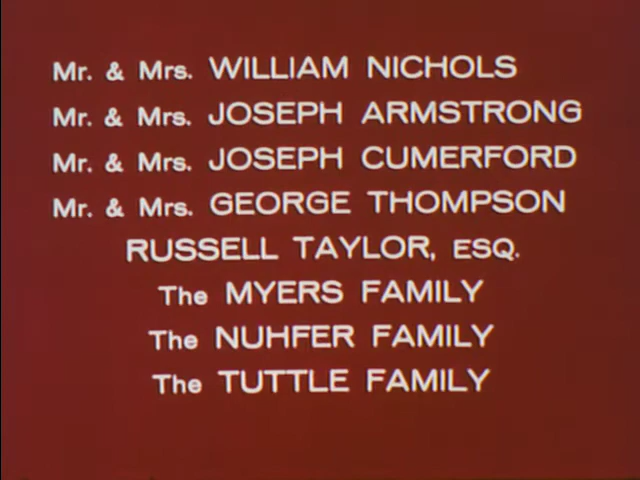 Mr. & Mrs. WILLIAM NICHOLS
Mr. & Mrs. JOSEPH ARMSTRONG
Mr. & Mrs. JOSEPH CUMERFORD
Mr. & Mrs. GEORGE THOMPSON
RUSSELL TAYLOR, ESQ.
The MYERS FAMILY
The NUHFER FAMILY
The TUTTLE FAMILY